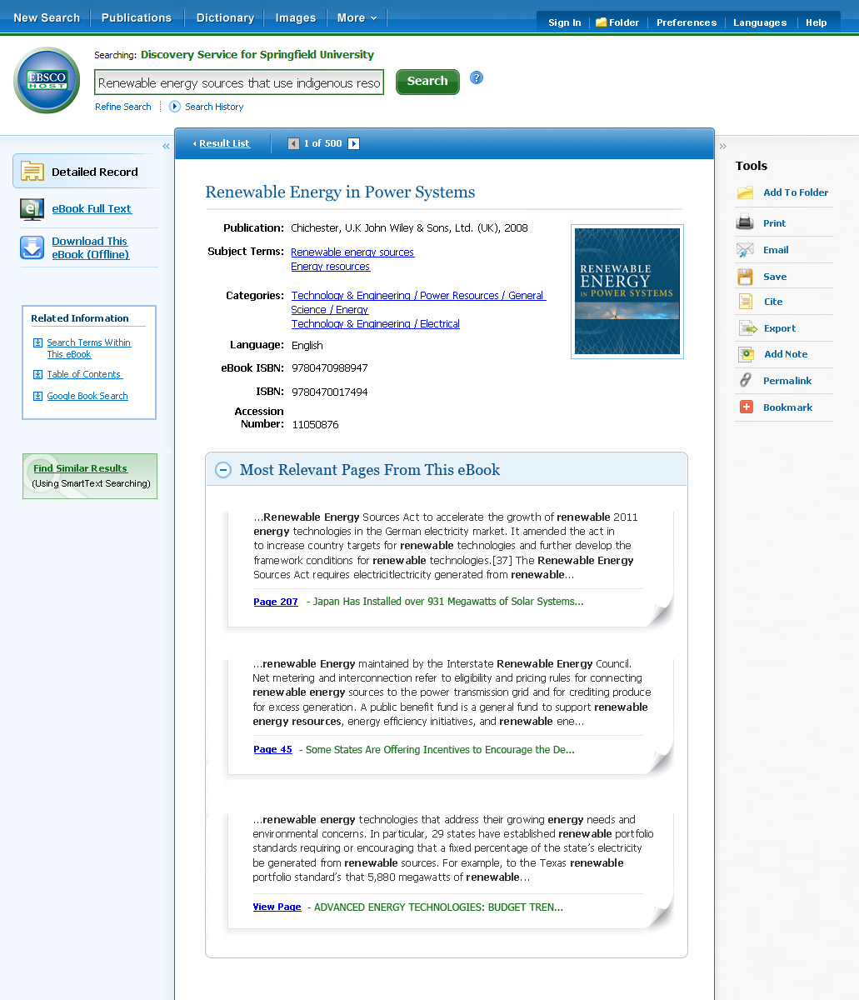 New Search Publications Dictionary Images More
Sign In Folder Preferences Languages Help
EBSCO
HOST
Searching: Discovery Service for Springfield University
Renewable energy sources that use indigenous reso
Search
?
Refine Search Search History
«
Result List 1 of 500
»
Detailed Record
eBook Full Text
Download This
eBook (Offline)
Related Information
Search Terms Within
This eBook
Table of Contents
Google Book Search
Find Similar Results
(Using SmartText Searching)
Renewable Energy in Power Systems
Publication: Chichester, U.K John Wiley & Sons, Ltd. (UK), 2008
Subject Terms: Renewable energy sources
Energy resources
Categories: Technology & Engineering / Power Resources / General
Science / Energy
Technology & Engineering / Electrical
Language: English
eBook ISBN: 9780470988947
ISBN: 9780470017494
Accession
Number: 11050876
RENEWABLE
ENERGY
IN POWER SYSTEMS
Most Relevant Pages From This eBook
...Renewable Energy Sources Act to accelerate the growth of renewable 2011
energy technologies in the German electricity market. It amended the act in
to increase country targets for renewable technologies and further develop the
framework conditions for renewable technologies.[37] The Renewable Energy
Sources Act requires electricitlectricity generated from renewable...
Page 207 - Japan Has Installed over 931 Megawatts of Solar Systems...
...renewable Energy maintained by the Interstate Renewable Energy Council.
Net metering and interconnection refer to eligibility and pricing rules for connecting
renewable energy sources to the power transmission grid and for crediting produce
for excess generation. A public benefit fund is a general fund to support renewable
energy resources, energy efficiency initiatives, and renewable ene...
Page 45 - Some States Are Offering Incentives to Encourage the De...
...renewable energy technologies that address their growing energy needs and
environmental concerns. In particular, 29 states have established renewable portfolio
standards requiring or encouraging that a fixed percentage of the state's electricity
be generated from renewable sources. For example, to the Texas renewable
portfolio standard's that 5,880 megawatts of renewable...
View Page - ADVANCED ENERGY TECHNOLOGIES: BUDGET TREN...
Tools
Add To Folder
Print
Email
Save
Cite
Export
Add Note
Permalink
Bookmark